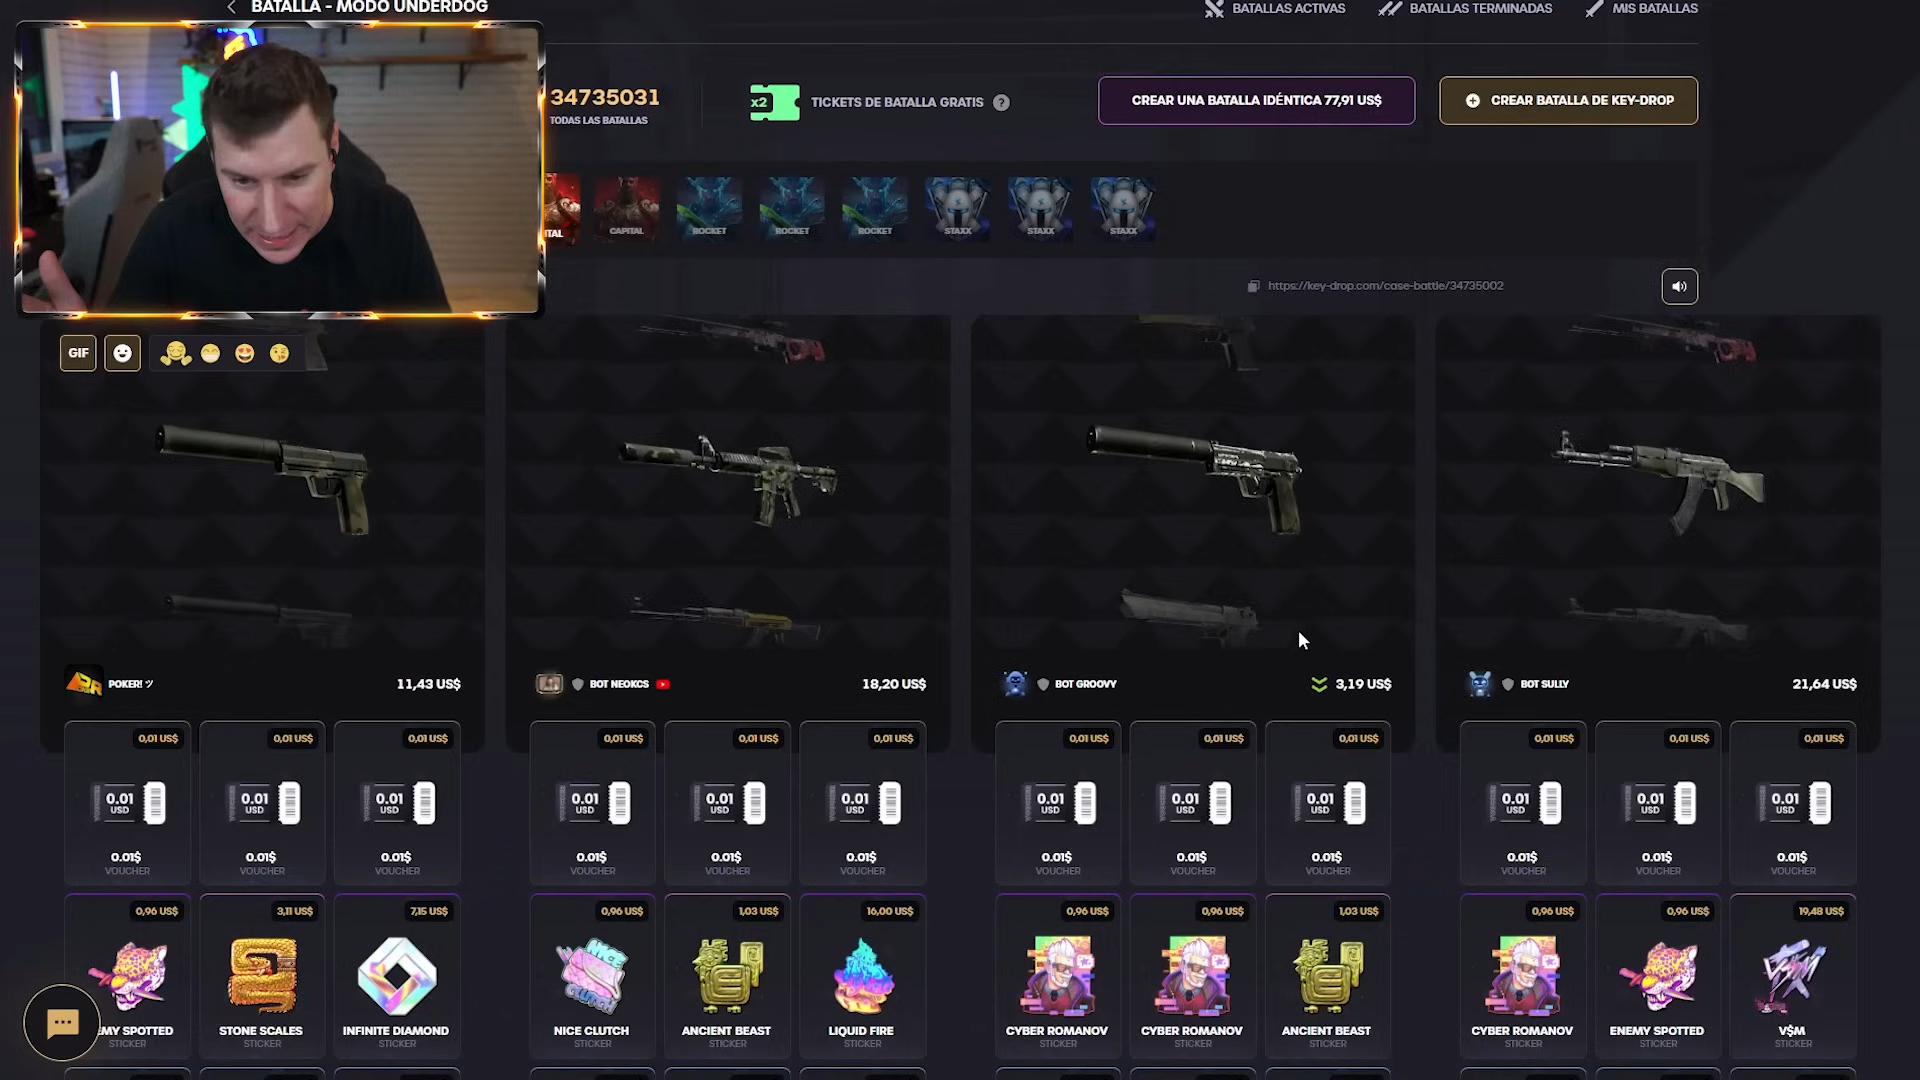 BATALLA - MODO UNDERDOG
BATALLAS ACTIVAS
BATALLAS TERMINADAS
MIS BATALLAS
34735031
TODAS LAS BATALLAS
x2
TICKETS DE BATALLA GRATIS ?
CREAR UNA BATALLA IDÉNTICA 77,91 US$
CREAR BATALLA DE KEY-DROP
CAPITAL
ROCKET
ROCKET
ROCKET
STAXX
STAXX
STAXX
https://key-drop.com/case-battle/34735002
GIF
POKER! ツ 11,43 US$
BOT NEOKCS 18,20 US$
BOT GROOVY 3,19 US$
BOT SULLY 21,64 US$
0,01 US$ 0,01 US$ 0,01 US$ 0,01 US$ 0,01 US$ 0,01 US$ 0,01 US$ 0,01 US$ 0,01 US$ 0,01 US$ 0,01 US$ 0,01 US$
0.01 0.01 0.01 0.01 0.01 0.01 0.01 0.01 0.01 0.01 0.01 0.01
USD USD USD USD USD USD USD USD USD USD USD USD
0.01$ 0.01$ 0.01$ 0.01$ 0.01$ 0.01$ 0.01$ 0.01$ 0.01$ 0.01$ 0.01$ 0.01$
VOUCHER VOUCHER VOUCHER VOUCHER VOUCHER VOUCHER VOUCHER VOUCHER VOUCHER VOUCHER VOUCHER VOUCHER
0,96 US$ 3,11 US$ 7,15 US$ 0,96 US$ 1,03 US$ 16,00 US$ 0,96 US$ 0,96 US$ 1,03 US$ 0,96 US$ 0,96 US$ 19,48 US$
MY SPOTTED STONE SCALES INFINITE DIAMOND NICE CLUTCH ANCIENT BEAST LIQUID FIRE CYBER ROMANOV CYBER ROMANOV ANCIENT BEAST CYBER ROMANOV ENEMY SPOTTED V$M
STICKER STICKER STICKER STICKER STICKER STICKER STICKER STICKER STICKER STICKER STICKER STICKER